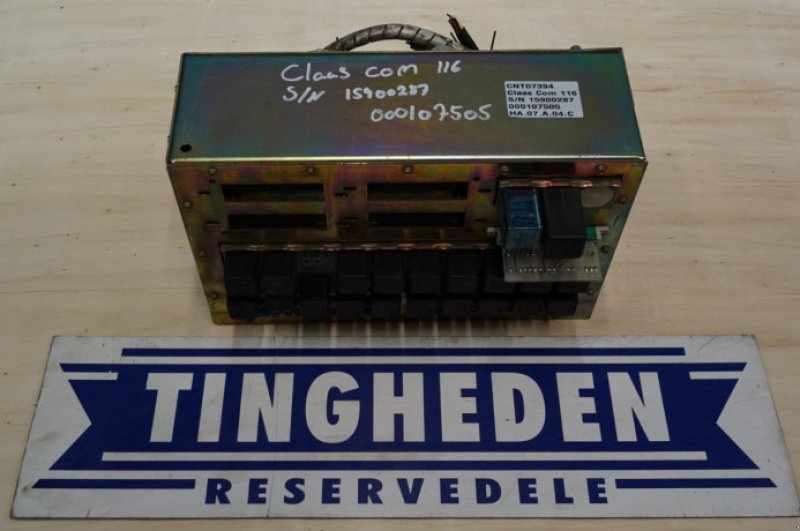 Claas com 116
S/N 15900287
000107505
CNT07394
Claas Com 116
S/N 15900287
000107505
HA.07.A.04.C
TINGHEDEN
RESERVEDELE